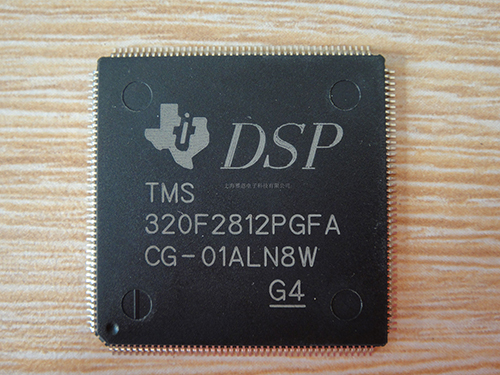 DSP
TMS
320F2812PGFA
CG-01ALN8W
G4